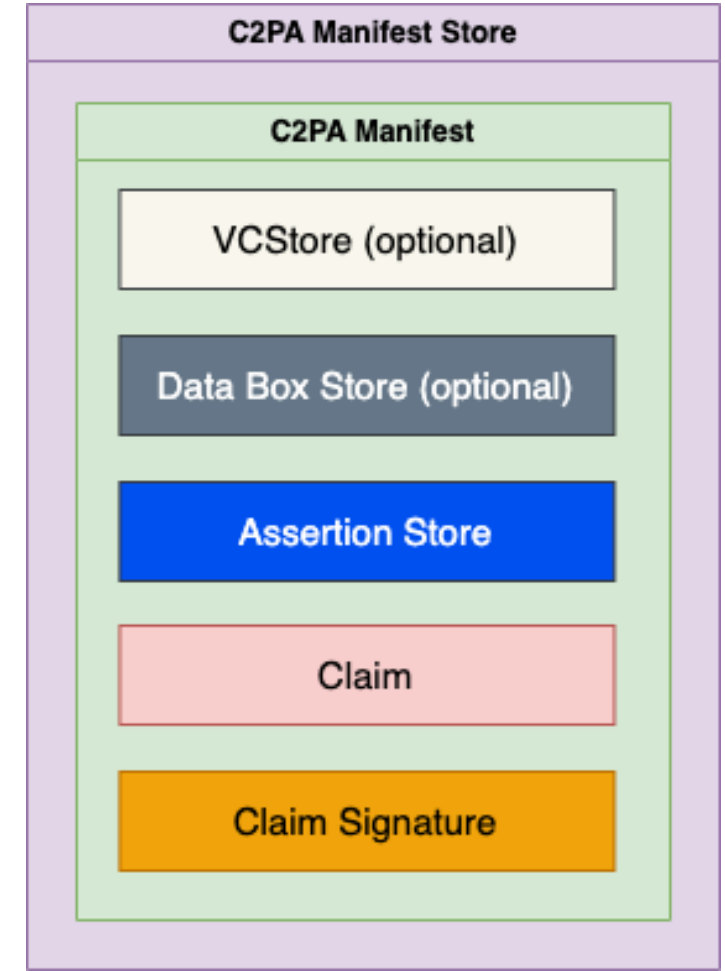 C2PA Manifest Store
C2PA Manifest
VCStore (optional)
Data Box Store (optional)
Assertion Store
Claim
Claim Signature